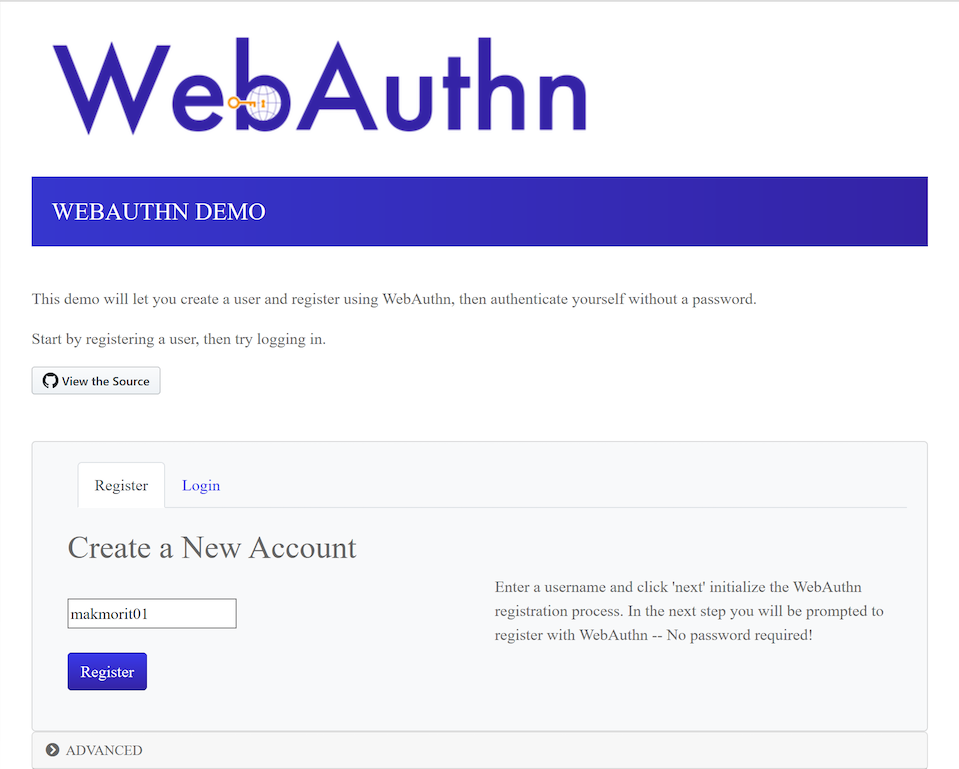 WebAuthn
WEBAUTHN DEMO
This demo will let you create a user and register using WebAuthn, then authenticate yourself without a password.
Start by registering a user, then try logging in.
View the Source
Register Login
Create a New Account
Enter a username and click 'next' initialize the WebAuthn
registration process. In the next step you will be prompted to
register with WebAuthn -- No password required!
makmorit01
Register
ADVANCED